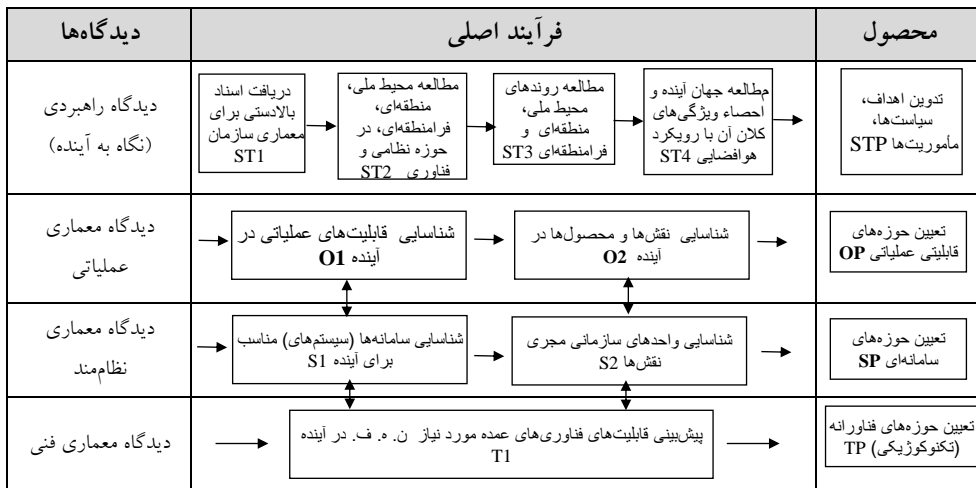 دیدگاه‌ها
فرآیند اصلی
محصول
دیدگاه راهبردی
(نگاه به آینده)
دریافت اسناد
بالادستی برای
معماری سازمان
ST1
مطالعه محیط ملی،
منطقه‌ای،
فرامنطقه‌ای، در
حوزه نظامی و
فناوری ST2
مطالعه روندهای
محیط ملی،
منطقه‌ای و
فرامنطقه‌ای ST3
مطالعه جهان آینده و
احصاء ویژگی‌های
کلان آن با رویکرد
هوافضایی ST4
تدوین اهداف،
سیاست‌ها،
مأموریت‌ها STP
دیدگاه معماری
عملیاتی
شناسایی قابلیت‌های عملیاتی در
آینده O1
شناسایی نقش‌ها و محصول‌ها در
آینده O2
تعیین حوزه‌های
قابلیتی عملیاتی OP
دیدگاه معماری
نظام‌مند
شناسایی سامانه‌ها (سیستم‌های) مناسب
برای آینده S1
شناسایی واحدهای سازمانی مجری
نقش‌ها S2
تعیین حوزه‌های
سامانه‌ای SP
دیدگاه معماری فنی
پیش‌بینی قابلیت‌های فناوری‌های عمده مورد نیاز ن. ه. ف. در آینده
T1
تعیین حوزه‌های فناورانه
(تکنوکوژیکی) TP